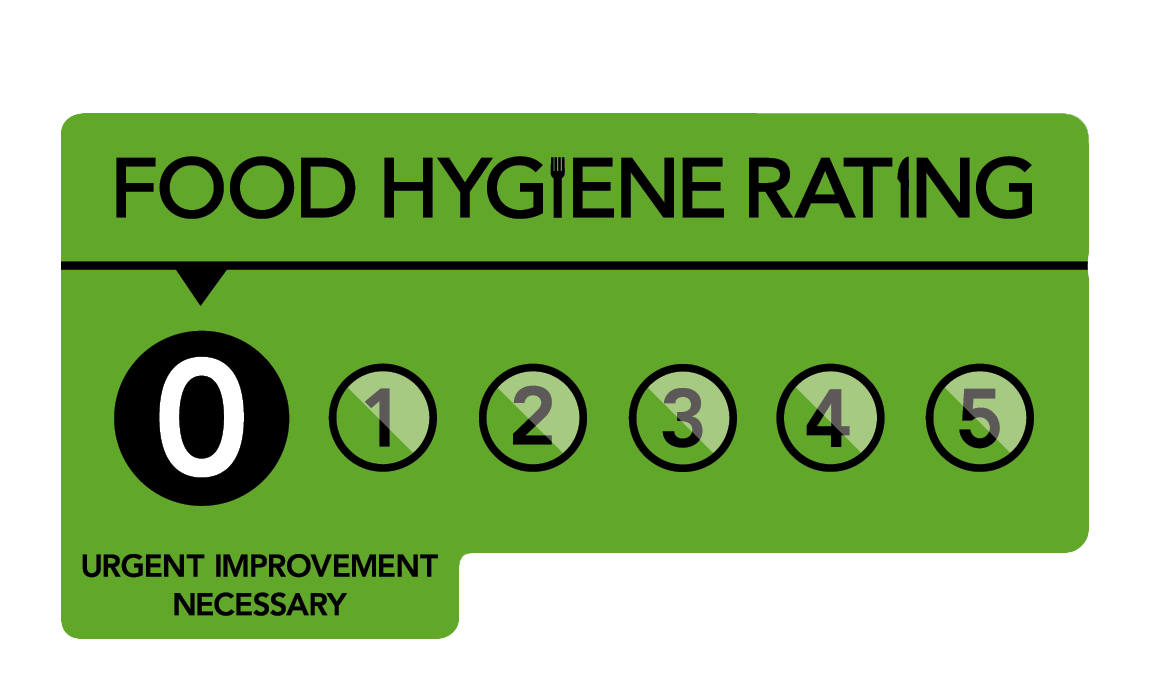 FOOD HYGIENE RATING
0 1 2 3 4 5
URGENT IMPROVEMENT
NECESSARY